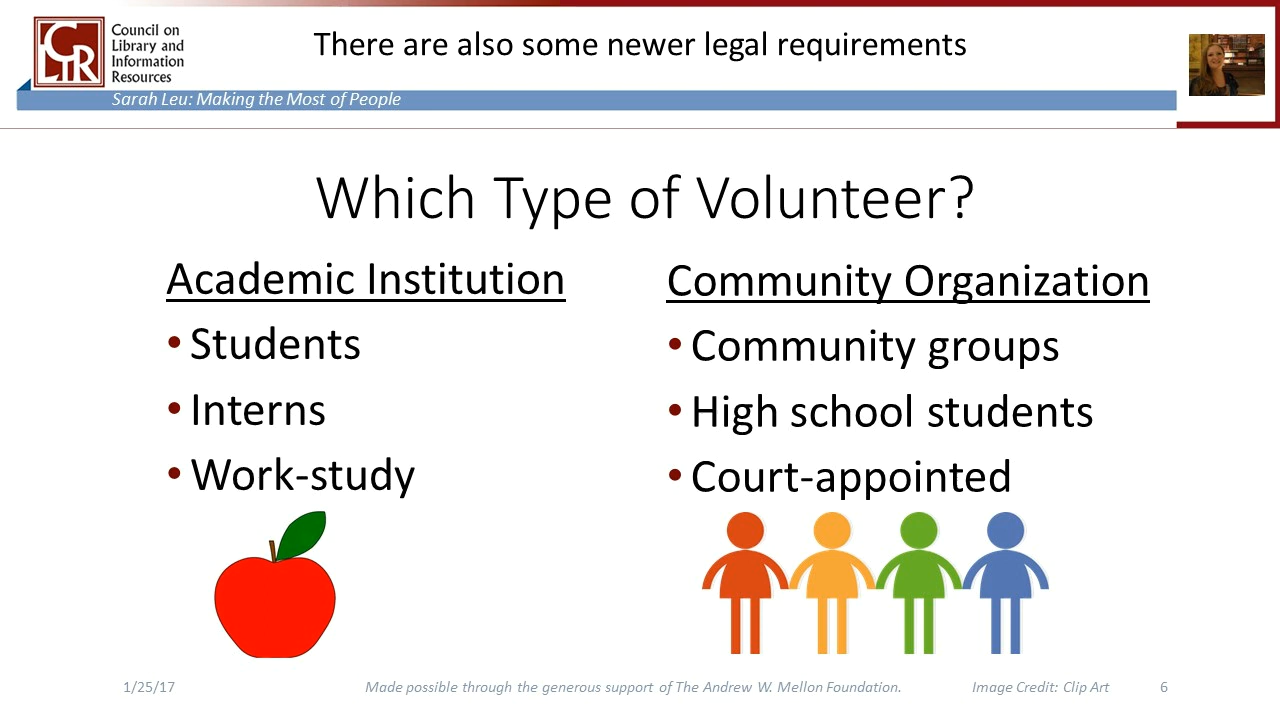 CLIR
Council on
Library and
Information
Resources
There are also some newer legal requirements
Sarah Leu: Making the Most of People
Which Type of Volunteer?
Academic Institution
• Students
• Interns
• Work-study
Community Organization
• Community groups
• High school students
• Court-appointed
1/25/17
Made possible through the generous support of The Andrew W. Mellon Foundation.
Image Credit: Clip Art
6